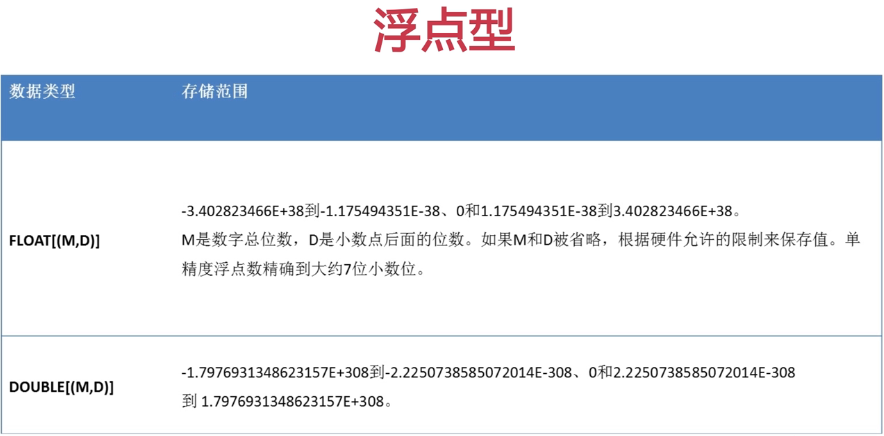 浮点型
数据类型 存储范围
-3.402823466E+38到-1.175494351E-38、0和1.175494351E-38到3.402823466E+38。
FLOAT[(M,D)] M是数字总位数，D是小数点后面的位数。如果M和D被省略，根据硬件允许的限制来保存值。单
精度浮点数精确到大约7位小数位。
-1.7976931348623157E+308到-2.2250738585072014E-308、0和2.2250738585072014E-308
DOUBLE[(M,D)]
到 1.7976931348623157E+308。